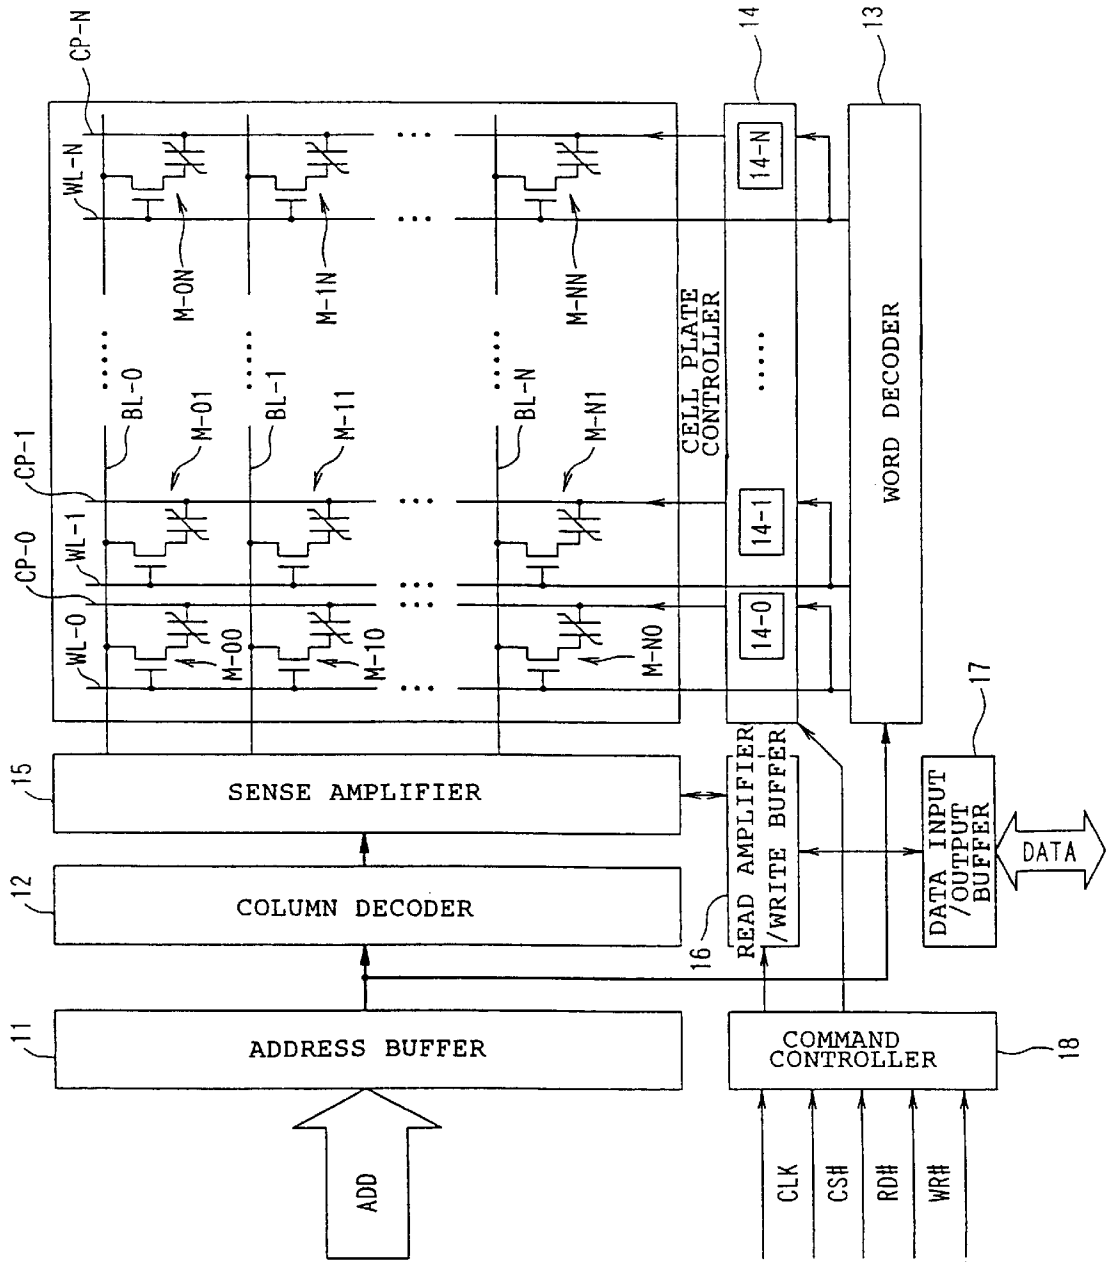 CP-N
14
13
WL-N
14-N
M-0N
M-1N
M-NN
CELL PLATE
CONTROLLER
WORD DECODER
BL-0
BL-1
BL-N
M-01
M-11
M-N1
CP-1
WL-1
CP-0
WL-0
14-1
14-0
M-00
M-10
M-N0
15
SENSE AMPLIFIER
READ AMPLIFIER
/WRITE BUFFER
16
17
DATA INPUT
/OUTPUT
BUFFER
DATA
12
COLUMN DECODER
11
ADDRESS BUFFER
COMMAND
CONTROLLER
18
ADD
CLK
CS#
RD#
WR#